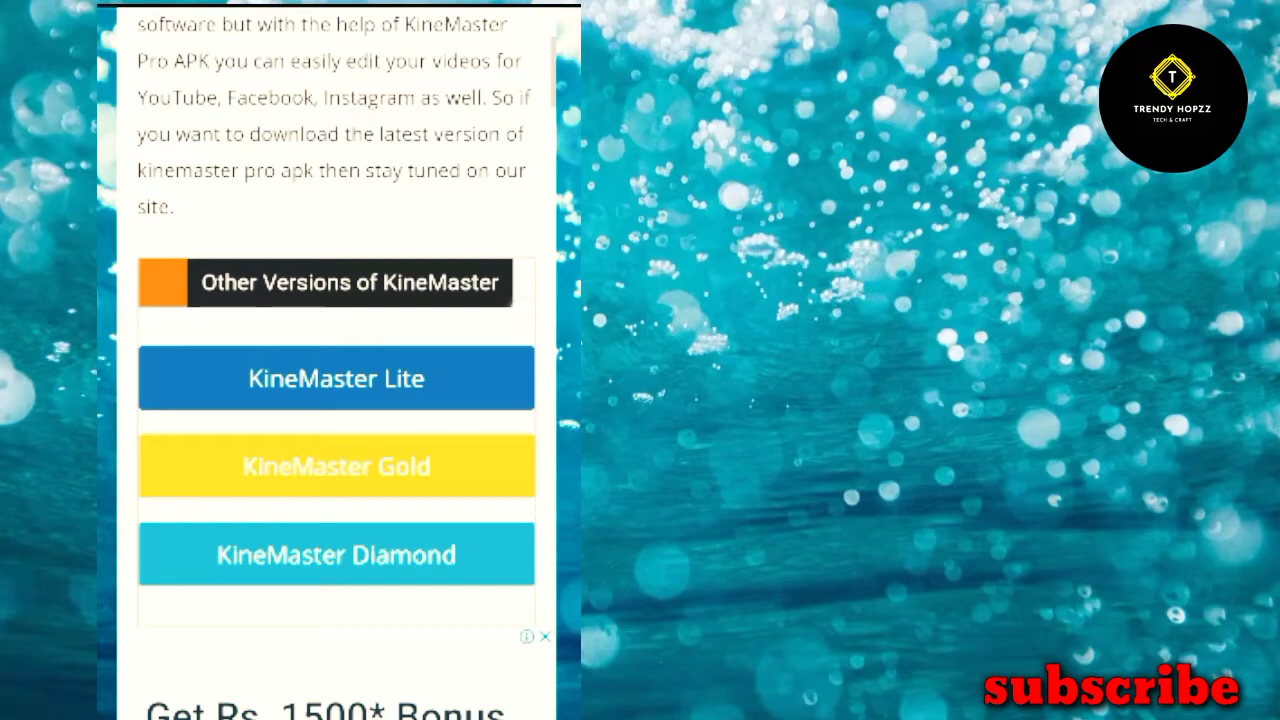 software but with the help of KineMaster
Pro APK you can easily edit your videos for
YouTube, Facebook, Instagram as well. So if
you want to download the latest version of
kinemaster pro apk then stay tuned on our
site.
Other Versions of KineMaster
KineMaster Lite
KineMaster Gold
KineMaster Diamond
Get Rs. 1500* Bonus
T
TRENDY HOPZZ
TECH & CRAFT
subscribe